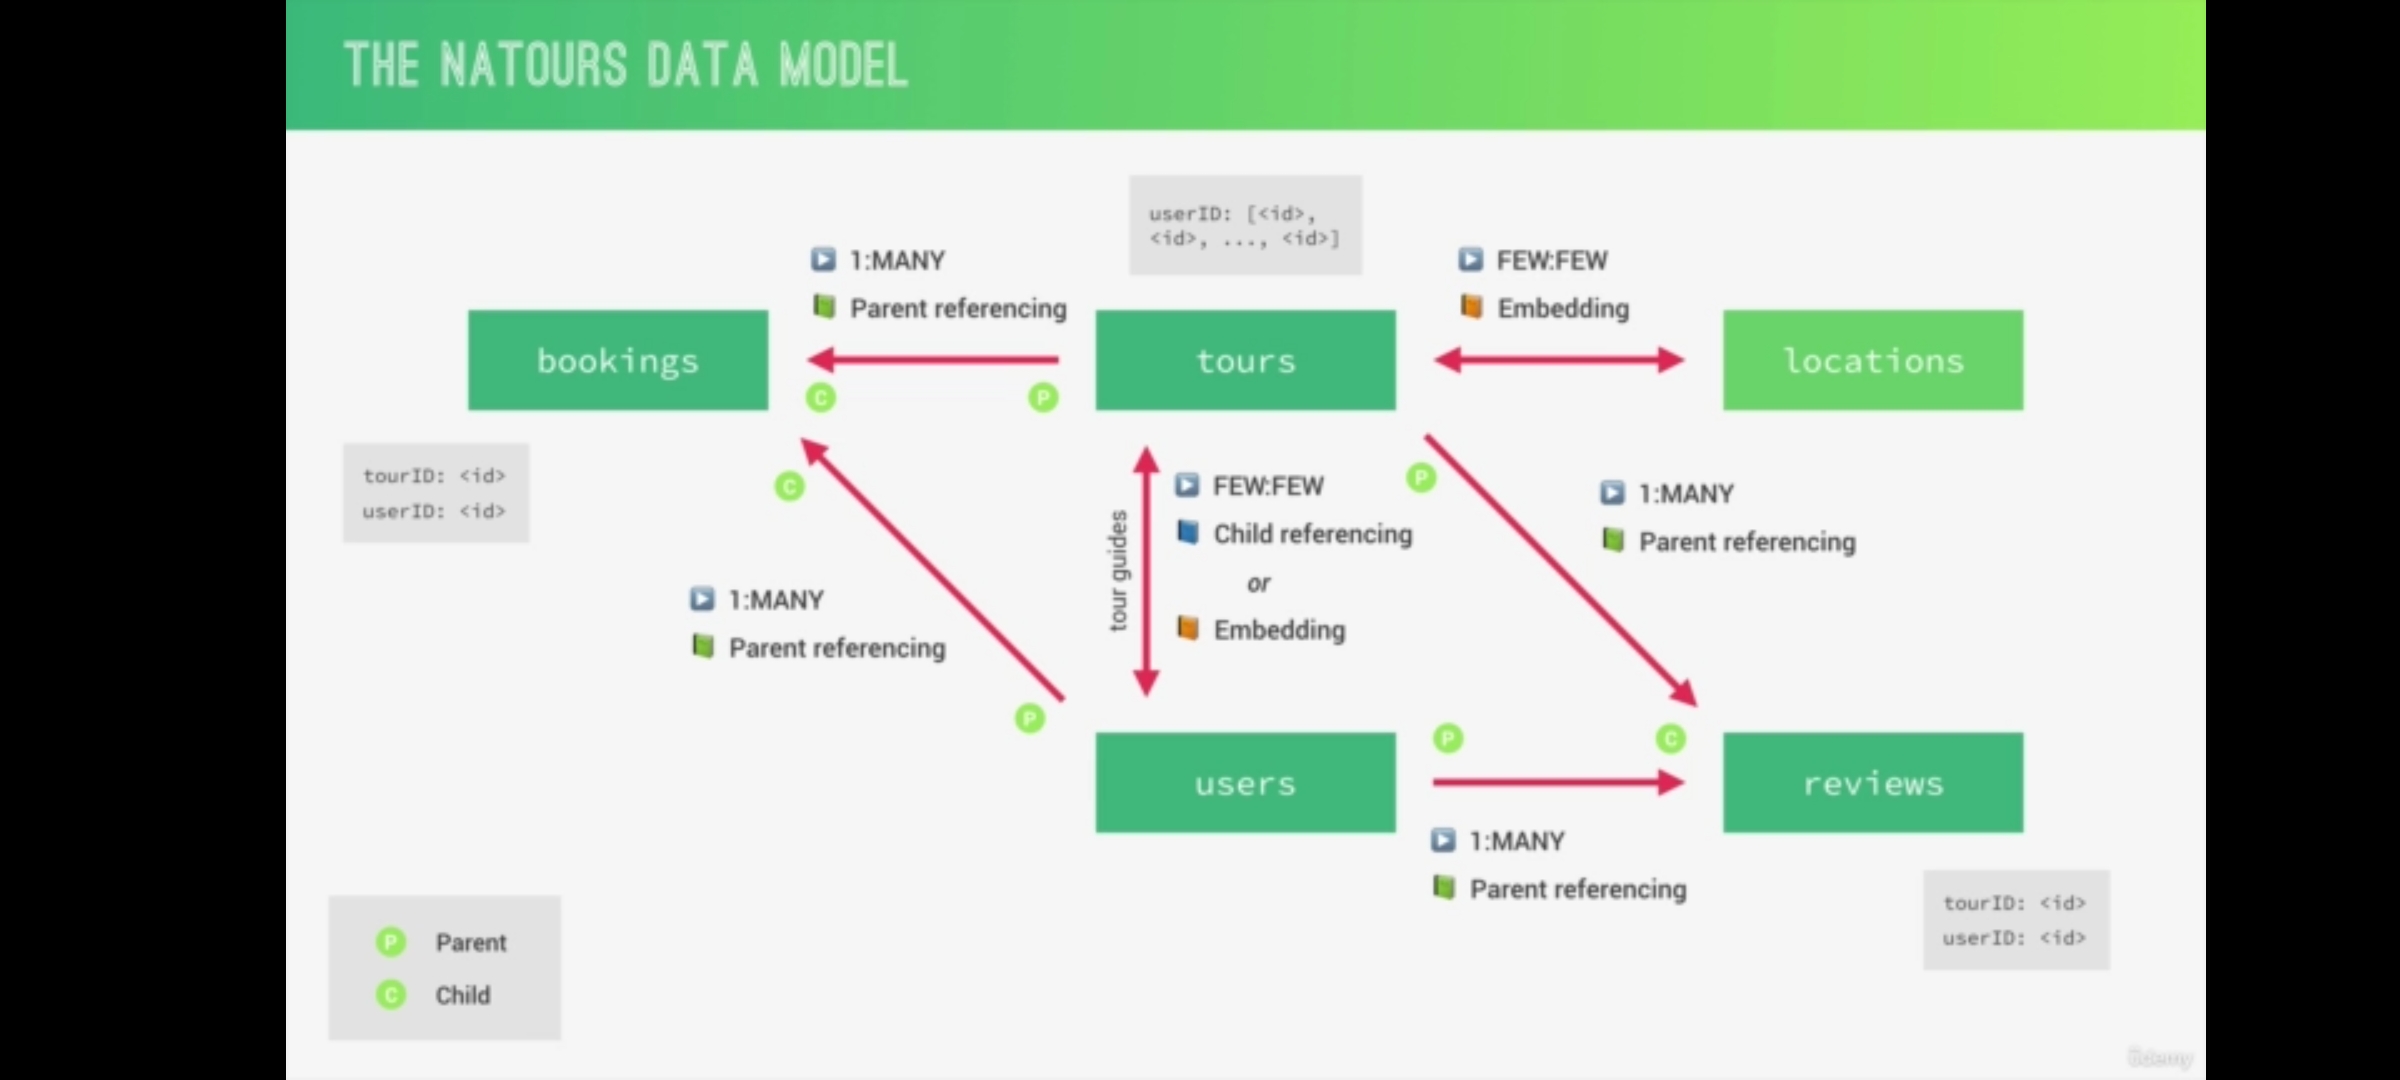 THE NATOURS DATA MODEL
userID: [<id>,
<id>, ..., <id>]
1:MANY
Parent referencing
FEW:FEW
Embedding
bookings
tours
locations
C
P
tourID: <id>
userID: <id>
C
1:MANY
Parent referencing
P
tour guides
FEW:FEW
Child referencing
or
Embedding
P
1:MANY
Parent referencing
users
P
C
reviews
1:MANY
Parent referencing
tourID: <id>
userID: <id>
P Parent
C Child
ûdemy